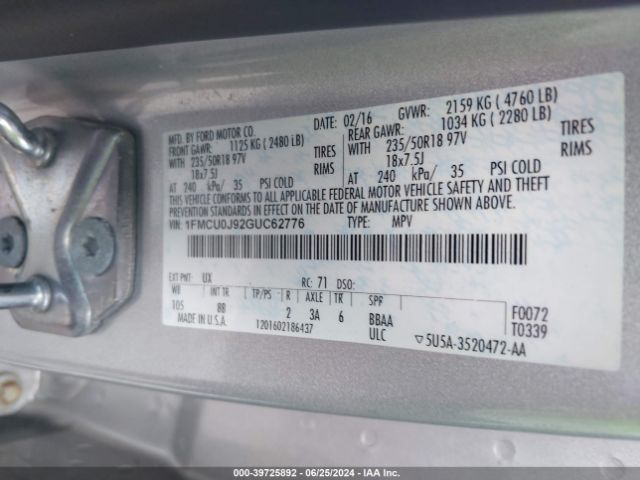 MFD. BY FORD MOTOR CO.
DATE: 02/16 GVWR: 2159 KG ( 4760 LB)
FRONT GAWR: 1125 KG ( 2480 LB)
REAR GAWR: 1034 KG ( 2280 LB)
WITH 235/50R18 97V TIRES
WITH 235/50R18 97V TIRES
18x7.5J RIMS
18x7.5J RIMS
AT 240 kPa/ 35 PSI COLD
AT 240 kPa/ 35 PSI COLD
THIS VEHICLE CONFORMS TO ALL APPLICABLE FEDERAL MOTOR VEHICLE SAFETY AND THEFT
PREVENTION STANDARDS IN EFFECT ON THE DATE OF MANUFACTURE SHOWN ABOVE.
VIN: 1FMCU0J92GUC62776 TYPE: MPV
EXT PNT: UX RC: 71 DSO:
WB INT TR TP/PS R AXLE TR SPR
105 88 2 3A 6 BBAA
F0072
T0339
MADE IN U.S.A. 1201602186437 ULC ▽5U5A-3520472-AA
000-39725892 - 06/25/2024 - IAA Inc.